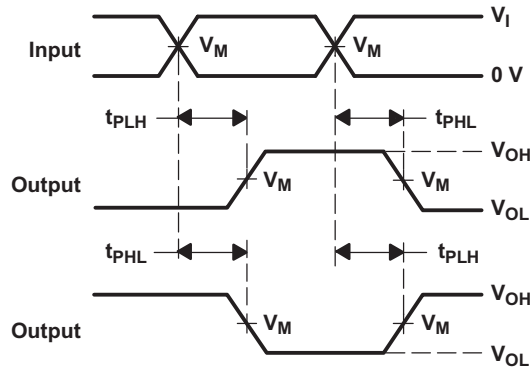 V_I
Input V_M V_M
0 V
t_PLH t_PHL
V_OH
Output V_M V_M
V_OL
t_PHL t_PLH
V_OH
Output V_M V_M
V_OL